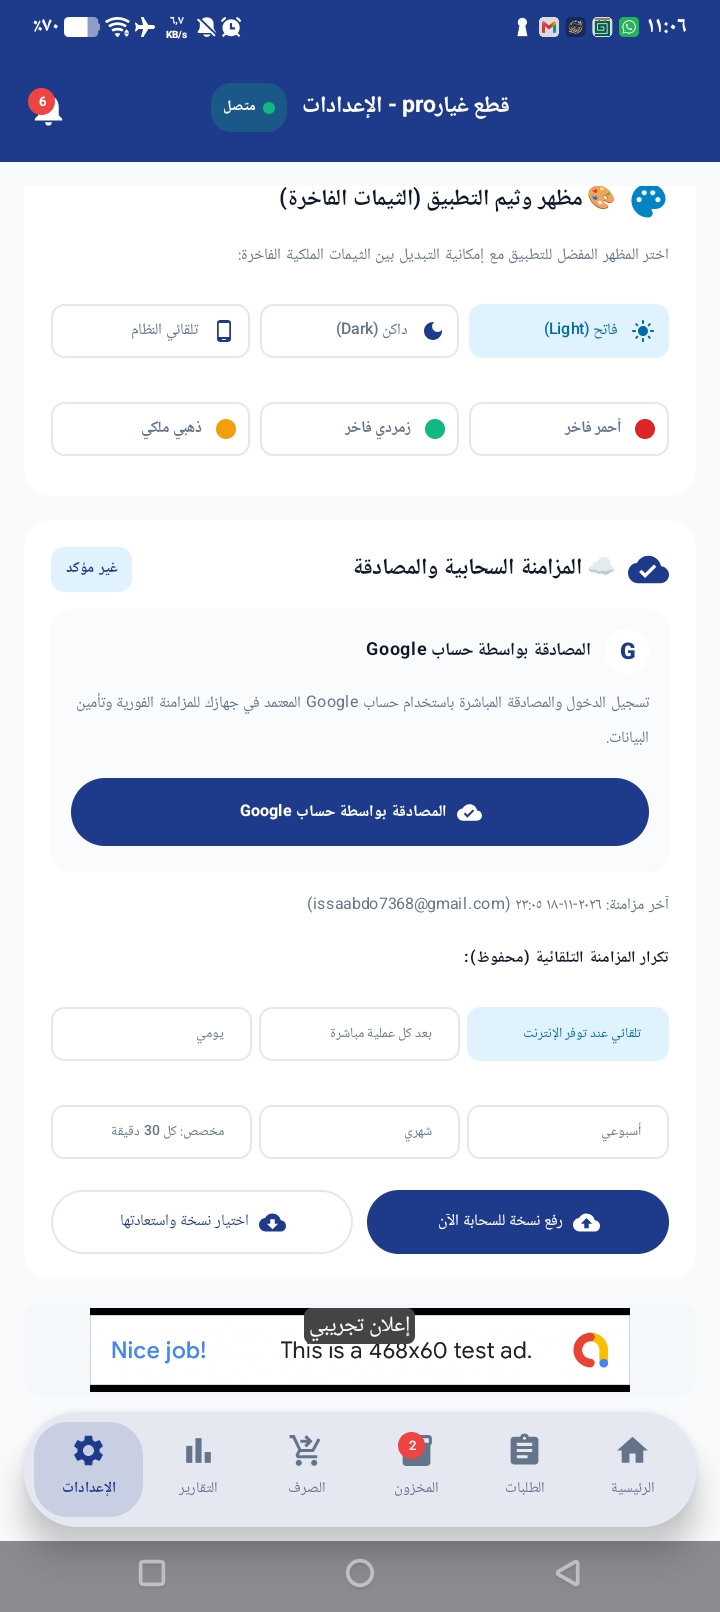 ١١:٠٦
٦,٧
KB/s
٪٧٠
قطع غيارpro - الإعدادات
متصل
6
🎨 مظهر وثيم التطبيق (الثيمات الفاخرة)
اختر المظهر المفضل للتطبيق مع إمكانية التبديل بين الثيمات الملكية الفاخرة:
فاتح (Light)
داكن (Dark)
تلقائي النظام
أحمر فاخر
زمردي فاخر
ذهبي ملكي
☁️ المزامنة السحابية والمصادقة
غير مؤكد
G
المصادقة بواسطة حساب Google
تسجيل الدخول والمصادقة المباشرة باستخدام حساب Google المعتمد في جهازك للمزامنة الفورية وتأمين
البيانات.
المصادقة بواسطة حساب Google
آخر مزامنة: ٢٠٢٦-١١-١٨ ٢٣:٠٥ (issaabdo7368@gmail.com)
تكرار المزامنة التلقائية (محفوظ):
تلقائي عند توفر الإنترنت
بعد كل عملية مباشرة
يومي
أسبوعي
شهري
مخصص: كل 30 دقيقة
رفع نسخة للسحابة الآن
اختيار نسخة واستعادتها
إعلان تجريبي
Nice job!
This is a 468x60 test ad.
الرئيسية
الطلبات
2
المخزون
الصرف
التقارير
الإعدادات